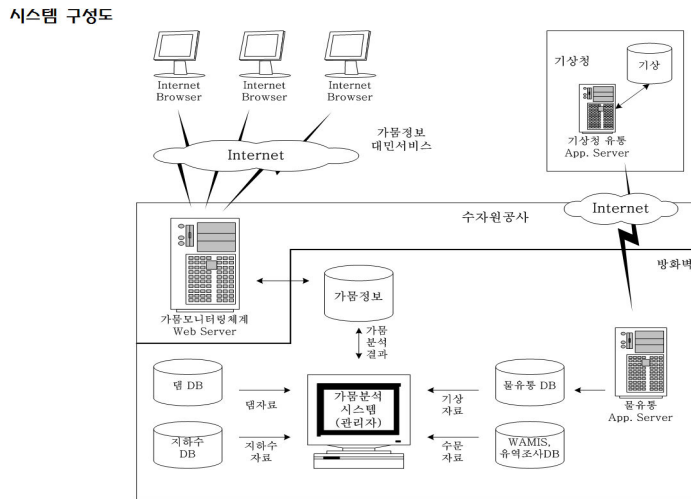 시스템 구성도
Internet
Browser
Internet
Browser
Internet
Browser
기상청
기상
기상청 유통
App. Server
가뭄정보
대민서비스
Internet
Internet
수자원공사
방화벽
가뭄모니터링체계
Web Server
가뭄정보
가뭄
분석
결과
댐 DB
댐자료
가뭄분석
시스템
(관리자)
기상
자료
물유통 DB
물유통
App. Server
지하수
DB
지하수
자료
수문
자료
WAMIS,
유역조사DB